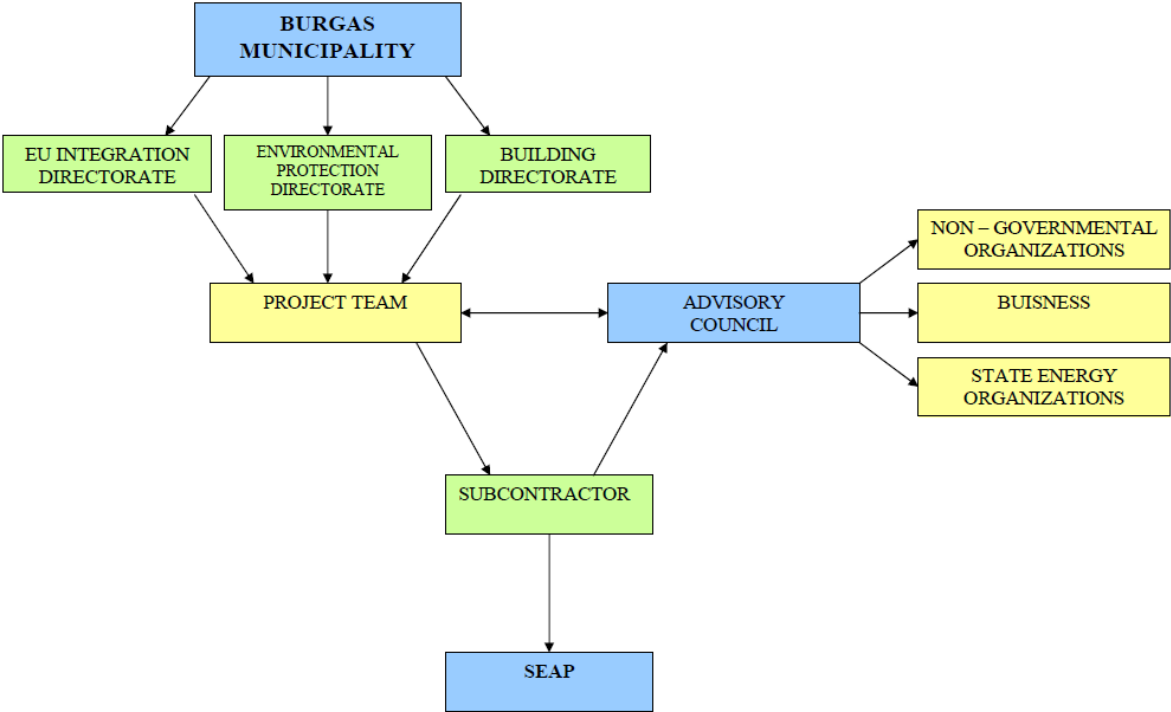 BURGAS
MUNICIPALITY
EU INTEGRATION
DIRECTORATE
ENVIRONMENTAL
PROTECTION
DIRECTORATE
BUILDING
DIRECTORATE
PROJECT TEAM
ADVISORY
COUNCIL
NON – GOVERNMENTAL
ORGANIZATIONS
BUISNESS
STATE ENERGY
ORGANIZATIONS
SUBCONTRACTOR
SEAP